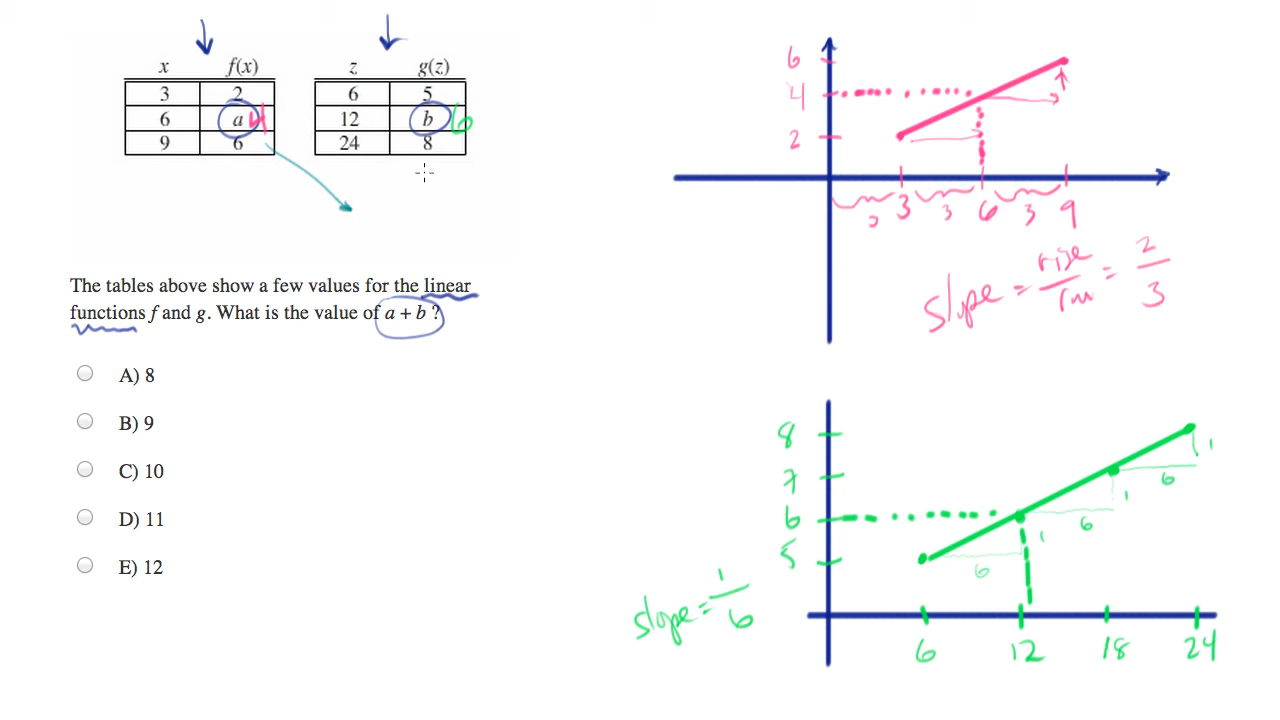 x f(x)
3 2
6 a 4
9 6
z g(z)
6 5
12 b 6
24 8
The tables above show a few values for the linear
functions f and g. What is the value of a + b ?
A) 8
B) 9
C) 10
D) 11
E) 12
6
4
2
3 6 9
3 3
slope = rise/run = 2/3
8
7
6
5
1
6
1
6
1
6
6 12 18 24
slope = 1/6